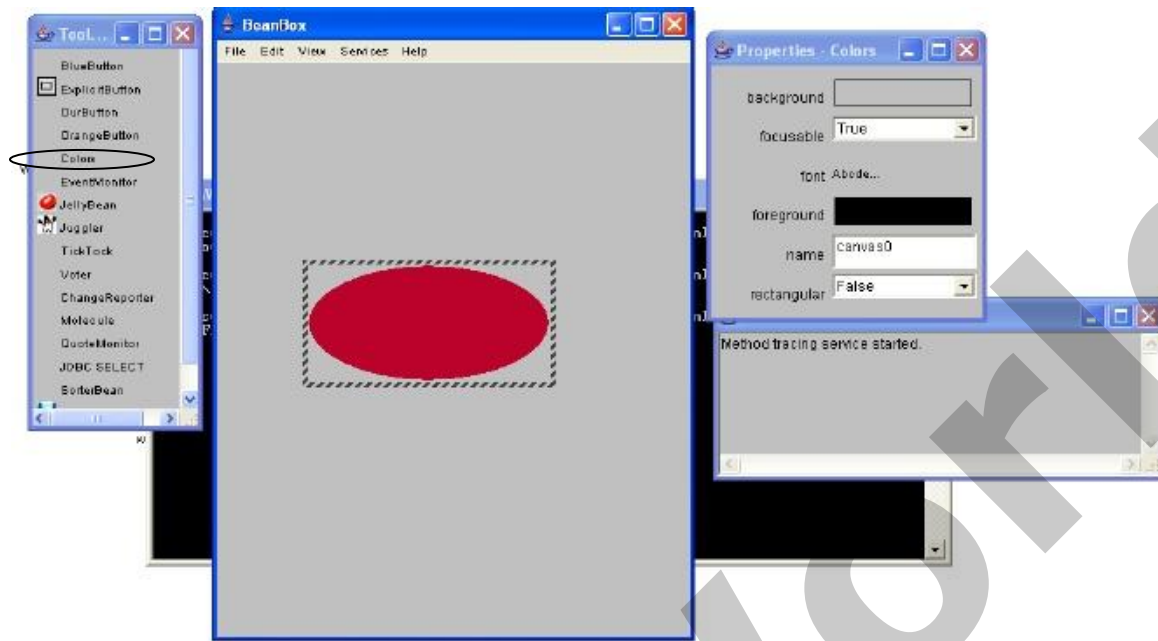 Tool...
BlueButton
ExplicitButton
OurButton
OrangeButton
Colors
EventMonitor
JellyBean
Juggler
TickTock
Voter
ChangeReporter
Molecule
QuoteMonitor
JDBC SELECT
SorterBean
BeanBox
File Edit View Services Help
Properties - Colors
background
focusable True
font Abcde...
foreground
name canvas0
rectangular False
Method tracing service started.